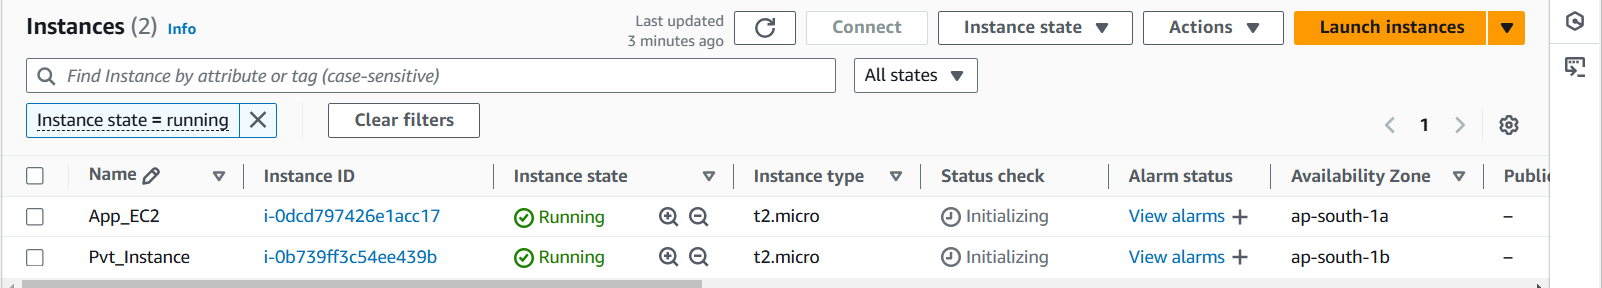 Instances (2) Info
Last updated
3 minutes ago
Connect
Instance state
Actions
Launch instances
Find Instance by attribute or tag (case-sensitive)
All states
Instance state = running
Clear filters
1
Name Instance ID Instance state Instance type Status check Alarm status Availability Zone Public
App_EC2 i-0dcd797426e1acc17 Running t2.micro Initializing View alarms + ap-south-1a –
Pvt_Instance i-0b739ff3c54ee439b Running t2.micro Initializing View alarms + ap-south-1b –